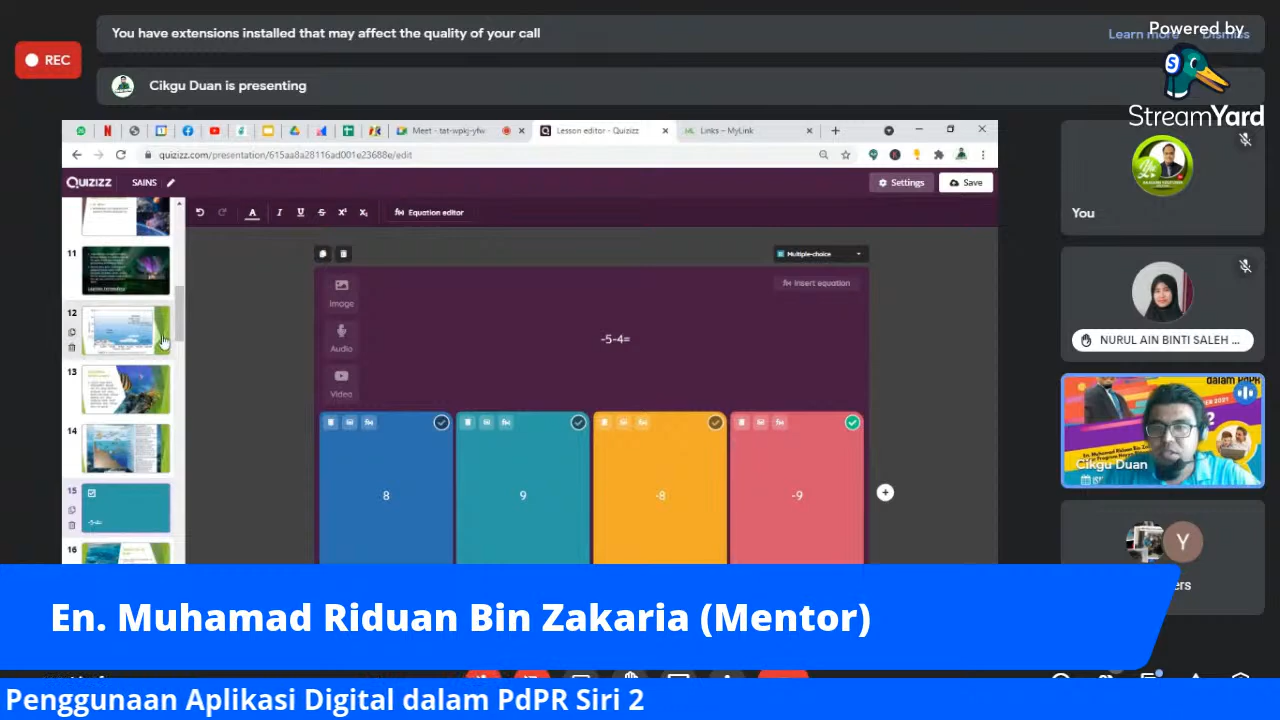 You have extensions installed that may affect the quality of your call
Learn more
Dismiss
Powered by
StreamYard
REC
Cikgu Duan is presenting
Meet - tat-wpkj-yfw
Lesson editor - Quizizz
Links – MyLink
quizizz.com/presentation/615aa8a28116ad001e23688e/edit
QUIZIZZ
SAINS
Settings
Save
Equation editor
Multiple-choice
Image
Insert equation
Audio
Video
-5-4=
8
9
-8
-9
11
12
13
14
15
16
You
NURUL AIN BINTI SALEH ...
dalam PdPR
Cikgu Duan
Y
En. Muhamad Riduan Bin Zakaria (Mentor)
Penggunaan Aplikasi Digital dalam PdPR Siri 2